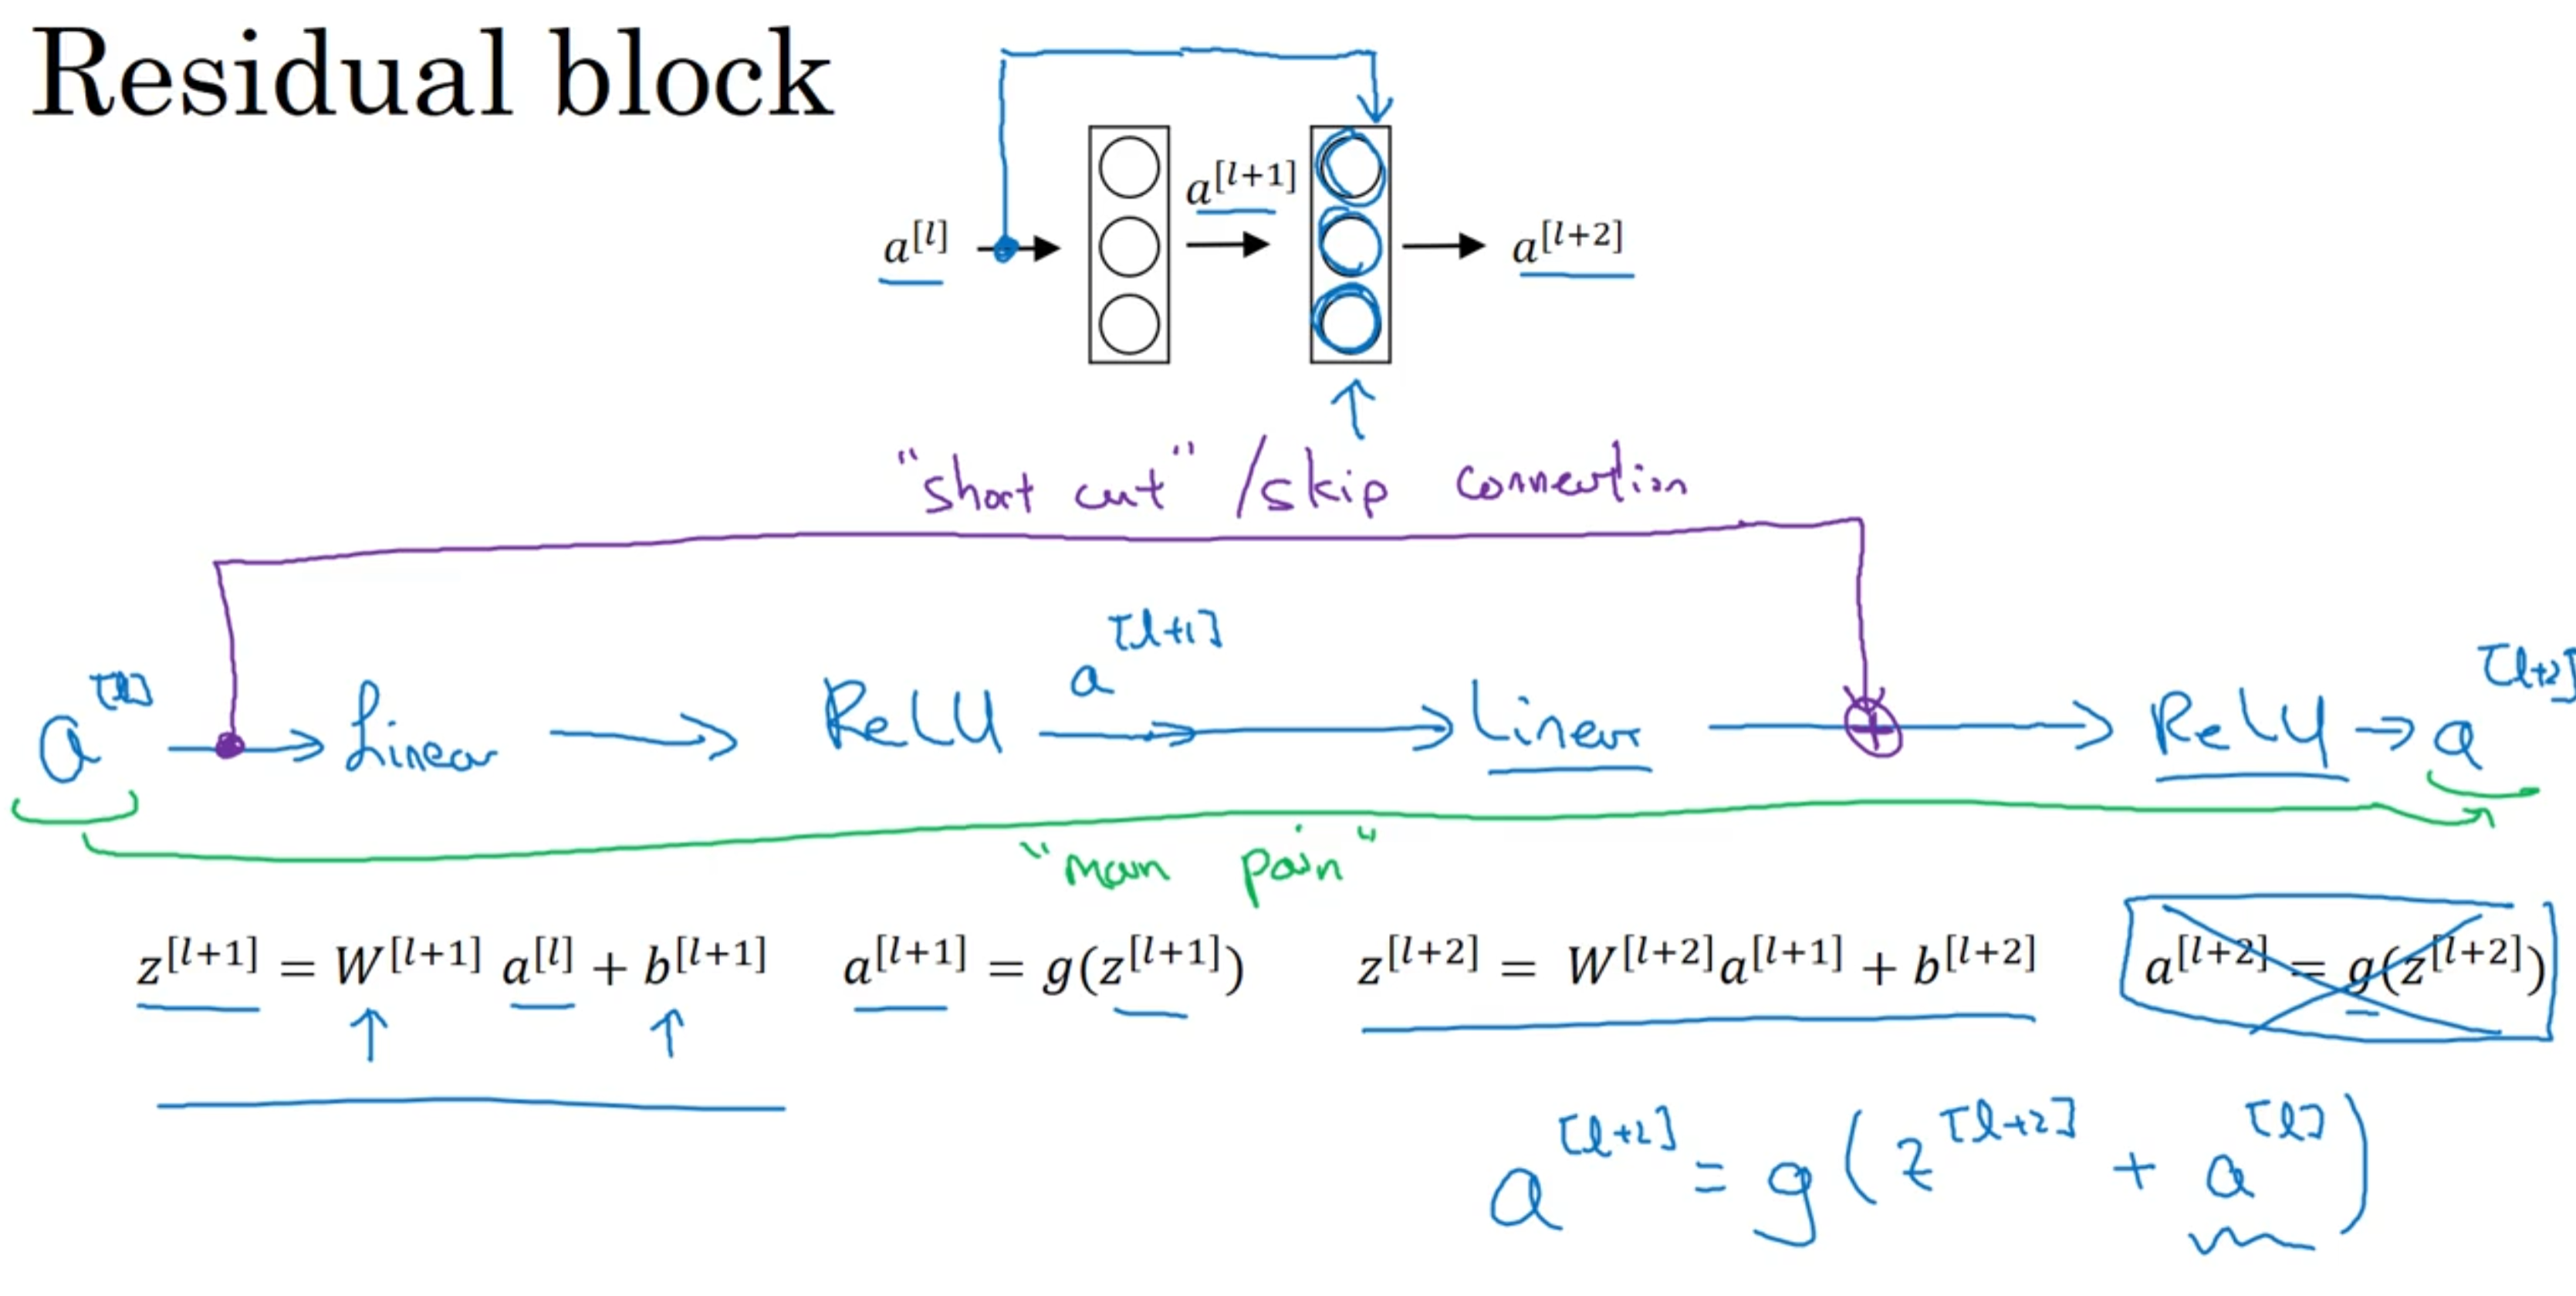 Residual block
a^[l] a^[l+1] a^[l+2]
"short cut" / skip connection
a^[l] → Linear → ReLU a^[l+1] → Linear → ReLU → a^[l+2]
"main path"
z^[l+1] = W^[l+1] a^[l] + b^[l+1] a^[l+1] = g(z^[l+1]) z^[l+2] = W^[l+2] a^[l+1] + b^[l+2] a^[l+2] = g(z^[l+2])
a^[l+2] = g(z^[l+2] + a^[l])